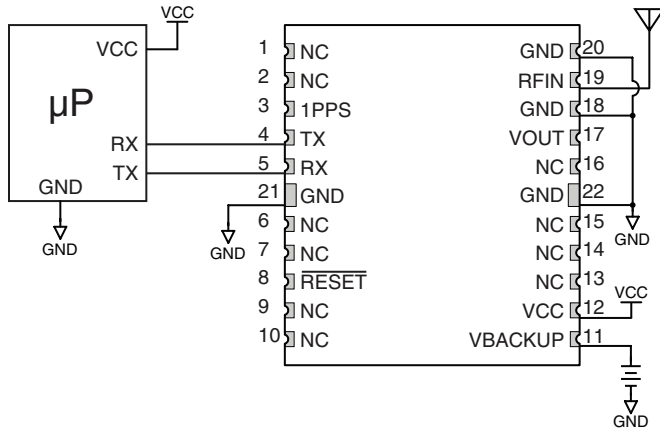 VCC
VCC
µP
RX
TX
GND
GND
1 NC
2 NC
3 1PPS
4 TX
5 RX
21 GND
GND
6 NC
7 NC
8 RESET
9 NC
10 NC
GND 20
RFIN 19
GND 18
VOUT 17
NC 16
GND 22
GND
NC 15
NC 14
NC 13
VCC 12
VCC
VBACKUP 11
GND